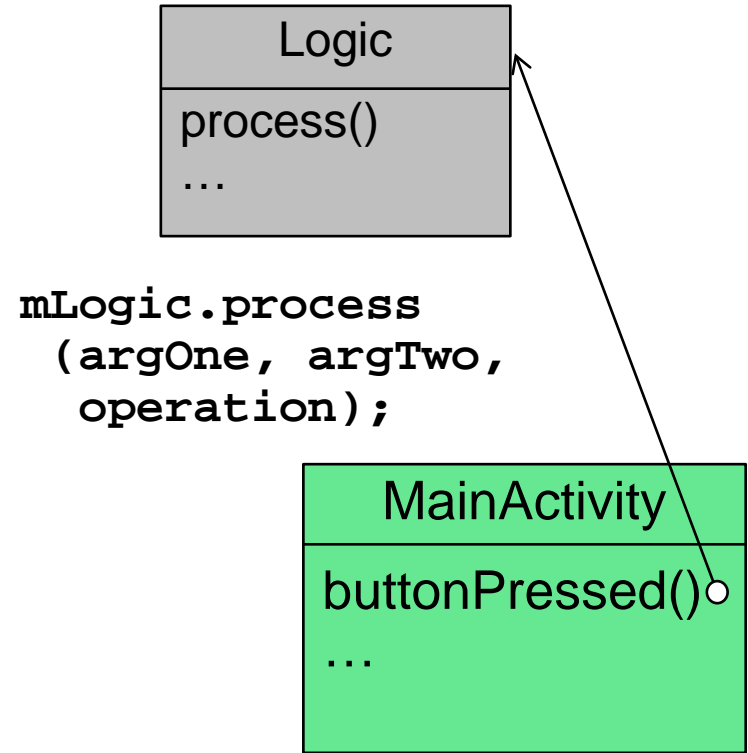 Logic
process()
…
mLogic.process
(argOne, argTwo,
operation);
MainActivity
buttonPressed()
…